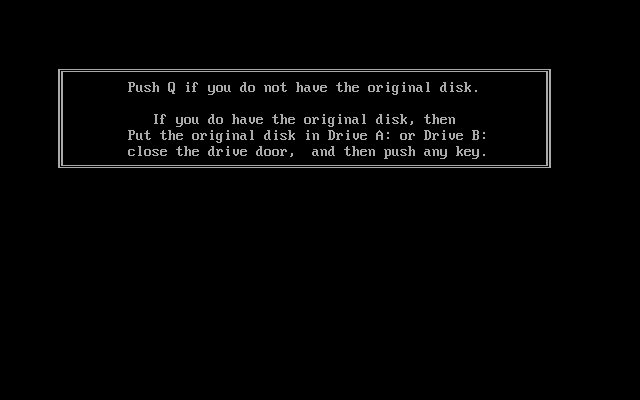 Push Q if you do not have the original disk.
If you do have the original disk, then
Put the original disk in Drive A: or Drive B:
close the drive door,  and then push any key.